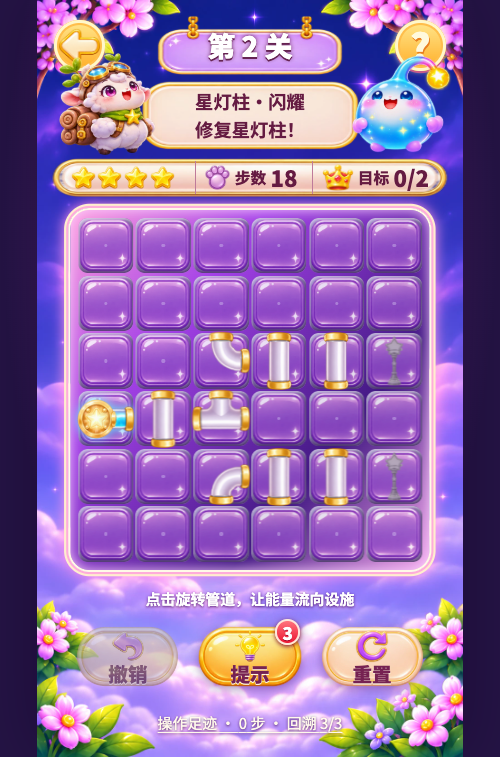 第 2 关
?
星灯柱·闪耀
修复星灯柱!
步数 18 目标 0/2
点击旋转管道，让能量流向设施
撤销
提示 3
重置
操作足迹 · 0 步 · 回溯 3/3